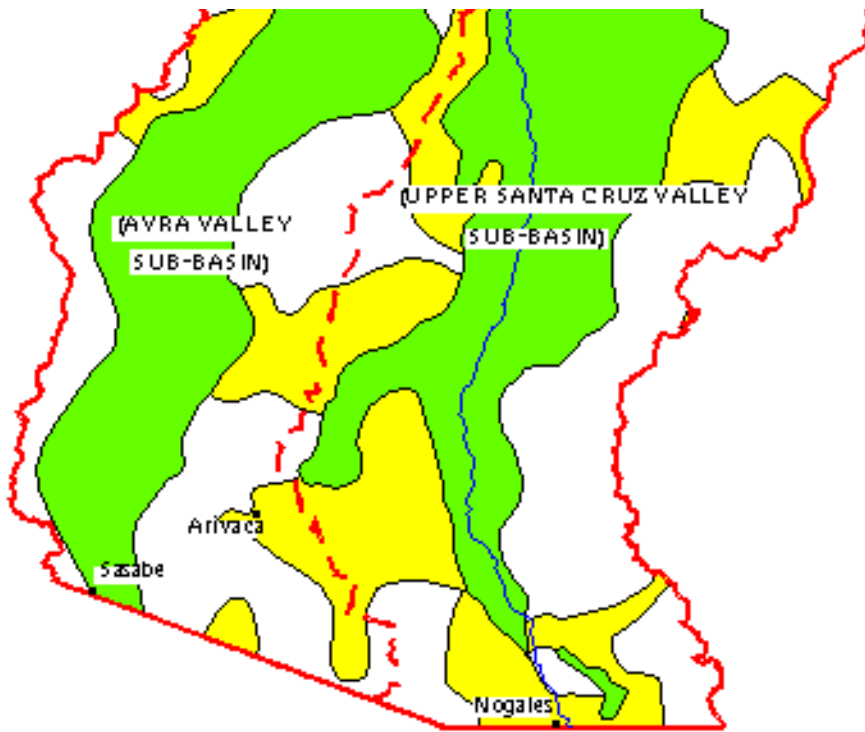 (AVRA VALLEY
SUB-BASIN)
(UPPER SANTA CRUZ VALLEY
SUB-BASIN)
Arivaca
Sasabe
Nogales